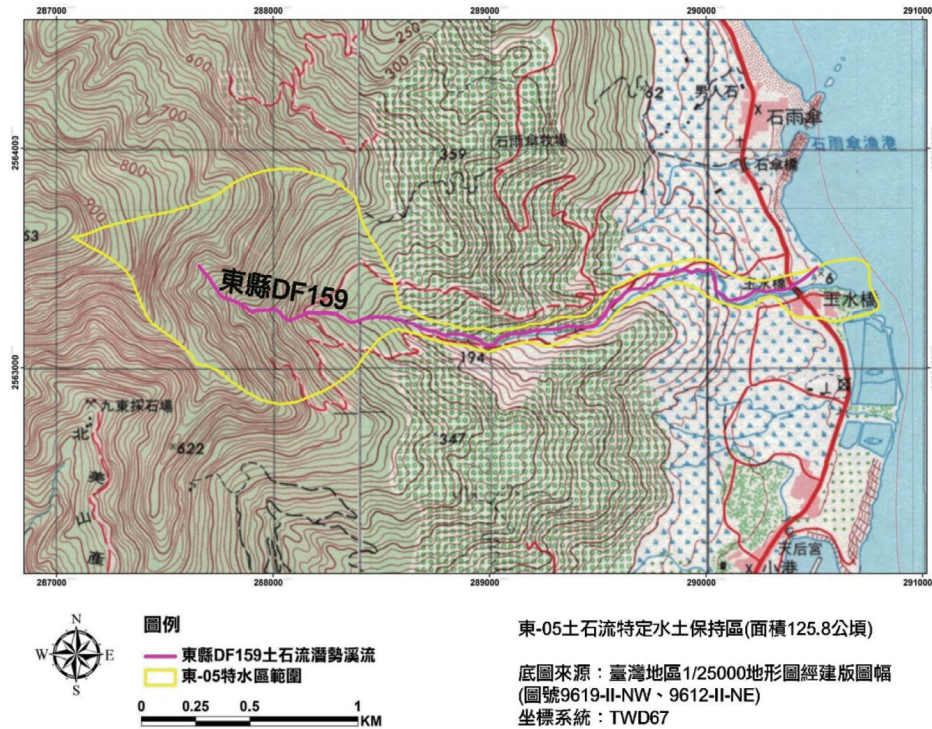 250
300
600
62
男人石
700
石雨傘
2564003
石雨傘牧場
石雨傘漁港
359
石傘橋
800
900
53
東縣DF159
玉水橋
6
玉水橋
194
2563000
九東採石場
347
北
622
美
山
產
天后宮
小港
287000
288000
289000
290000
291000
N
W
E
S
圖例
東縣DF159土石流潛勢溪流
東-05特水區範圍
0 0.25 0.5 1
KM
東-05土石流特定水土保持區(面積125.8公頃)
底圖來源：臺灣地區1/25000地形圖經建版圖幅
(圖號9619-II-NW、9612-II-NE)
坐標系統：TWD67